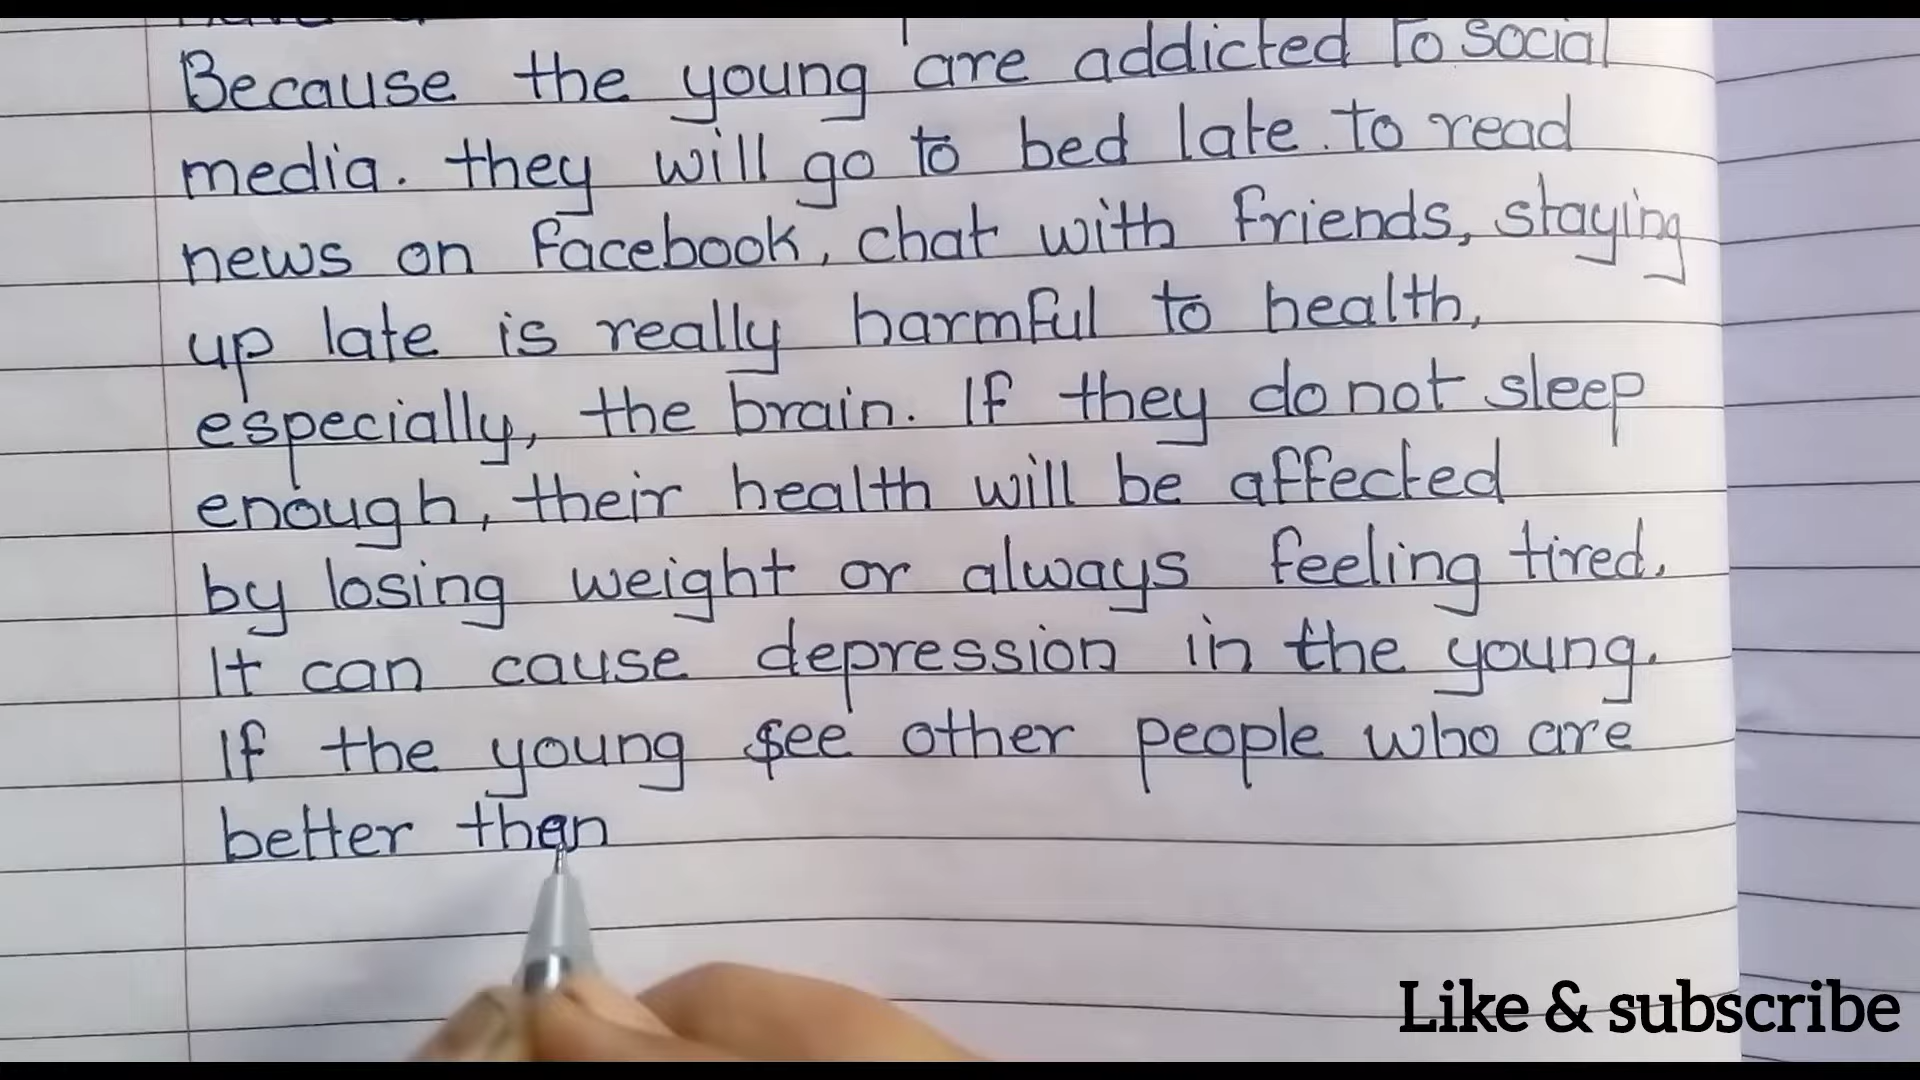 Because the young are addicted to social
media. they will go to bed late. to read
news on facebook, chat with friends, staying
up late is really harmful to health,
especially, the brain. If they do not sleep
enough, their health will be affected
by losing weight or always feeling tired.
It can cause depression in the young.
If the young see other people who are
better then
Like & subscribe